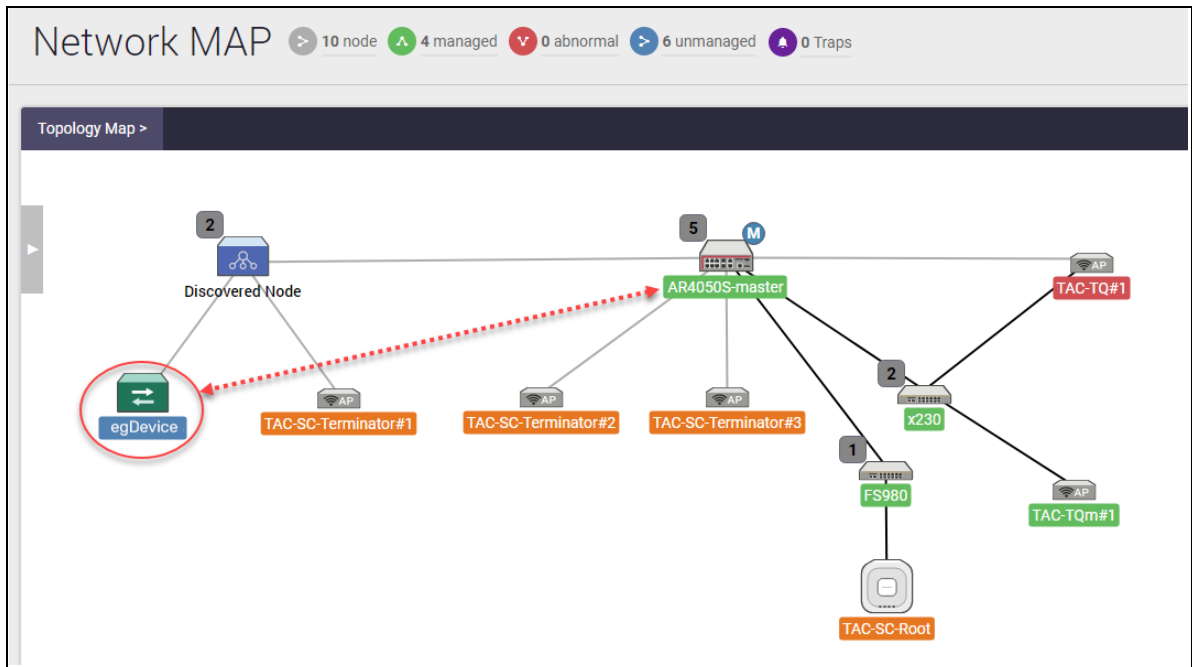 Network MAP 10 node 4 managed 0 abnormal 6 unmanaged 0 Traps
Topology Map >
2
5
M
AP
Discovered Node
AR4050S-master
TAC-TQ#1
2
AP
AP
AP
egDevice
TAC-SC-Terminator#1
TAC-SC-Terminator#2
TAC-SC-Terminator#3
x230
1
FS980
AP
TAC-TQm#1
TAC-SC-Root